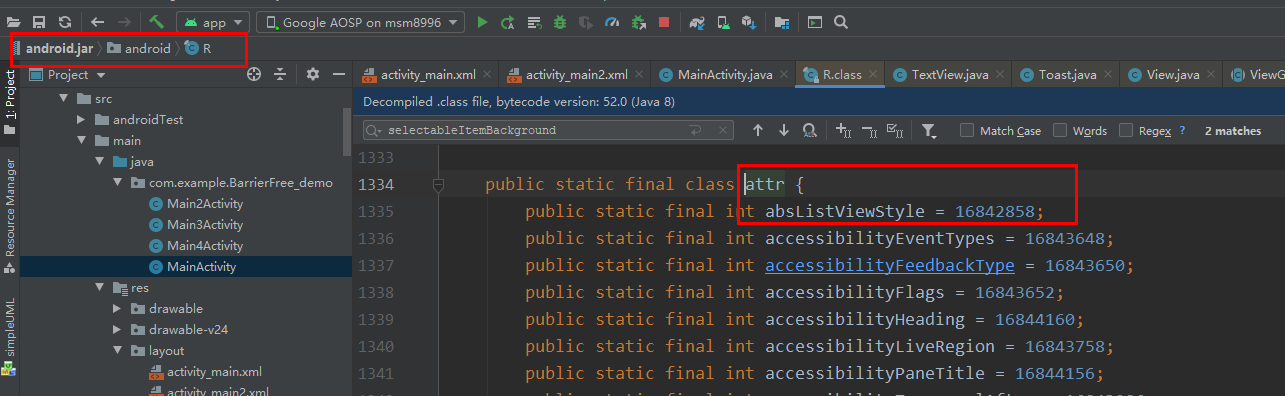 app
Google AOSP on msm8996
android.jar
android
R
1: Project
Resource Manager
simpleUML
Project
src
androidTest
main
java
com.example.BarrierFree_demo
Main2Activity
Main3Activity
Main4Activity
MainActivity
res
drawable
drawable-v24
layout
activity_main.xml
activity_main2.xml
activity_main.xml
activity_main2.xml
MainActivity.java
R.class
TextView.java
Toast.java
View.java
ViewG
Decompiled .class file, bytecode version: 52.0 (Java 8)
selectableItemBackground
Match Case
Words
Regex ?
2 matches
1333
1334 public static final class attr {
1335 public static final int absListViewStyle = 16842858;
1336 public static final int accessibilityEventTypes = 16843648;
1337 public static final int accessibilityFeedbackType = 16843650;
1338 public static final int accessibilityFlags = 16843652;
1339 public static final int accessibilityHeading = 16844160;
1340 public static final int accessibilityLiveRegion = 16843758;
1341 public static final int accessibilityPaneTitle = 16844156;